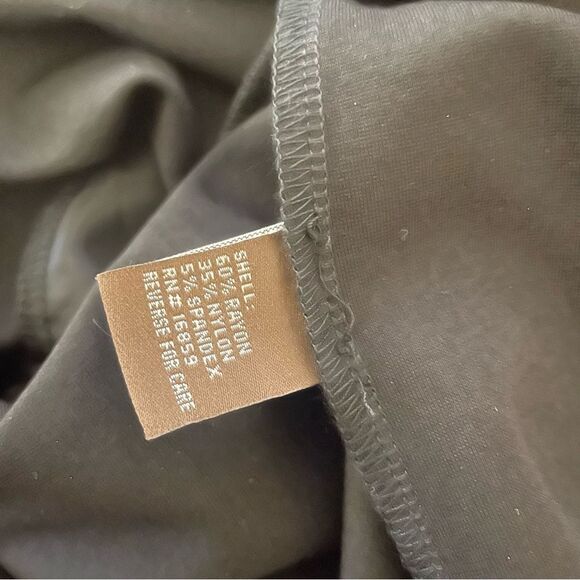 SHELL:
60% RAYON
35% NYLON
5% SPANDEX
RN# 16859
REVERSE FOR CARE